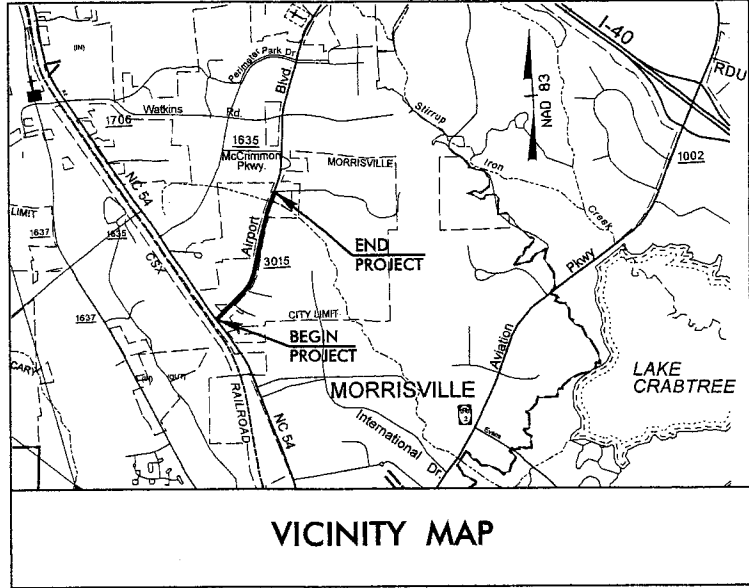 I-40
RDU
(IN)
Perimeter Park Dr.
Blvd
NAD 83
Stirrup
Watkins Rd.
1706
1635
McCrimmon
Pkwy.
MORRISVILLE
Iron
1002
NC 54
LIMIT
1637
1635
Creek
Airport
END
PROJECT
CSX
3015
Pkwy
CITY LIMIT
1637
BEGIN
PROJECT
Aviation
CARY
LAKE
CRABTREE
MORRISVILLE
RAILROAD
NC 54
International Dr.
Evans
VICINITY MAP